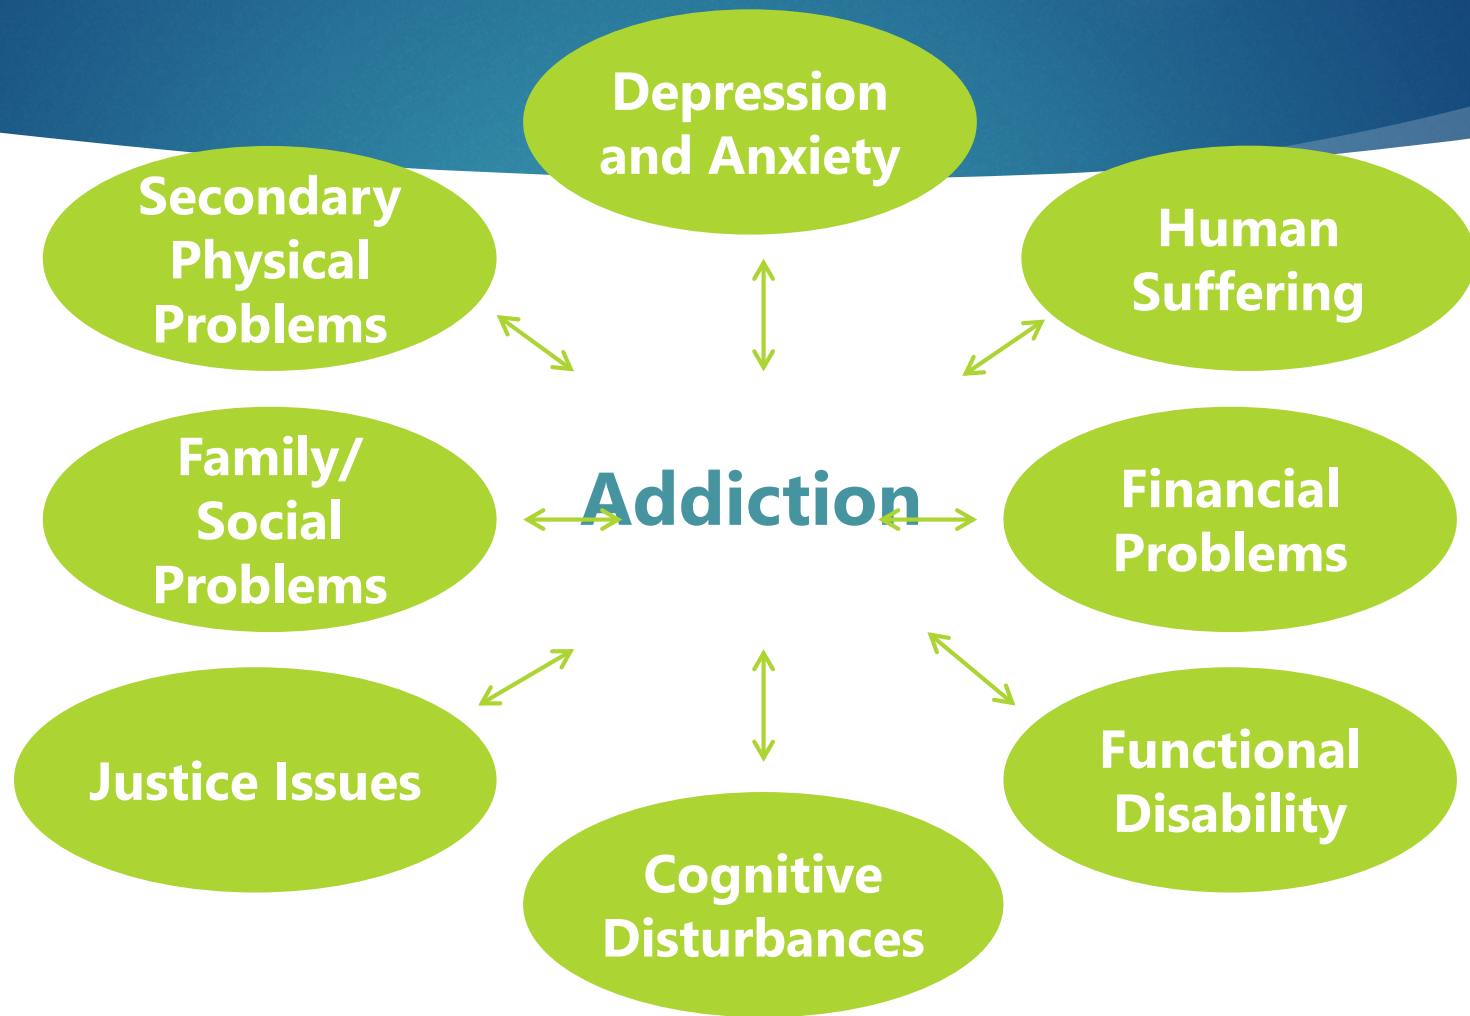 Depression
and Anxiety
Secondary
Physical
Problems
Human
Suffering
Family/
Social
Problems
Addiction
Financial
Problems
Justice Issues
Functional
Disability
Cognitive
Disturbances